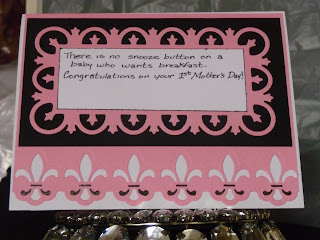 There is no snooze button on a
baby who wants breakfast.
Congratulations on your 1st Mother's Day!